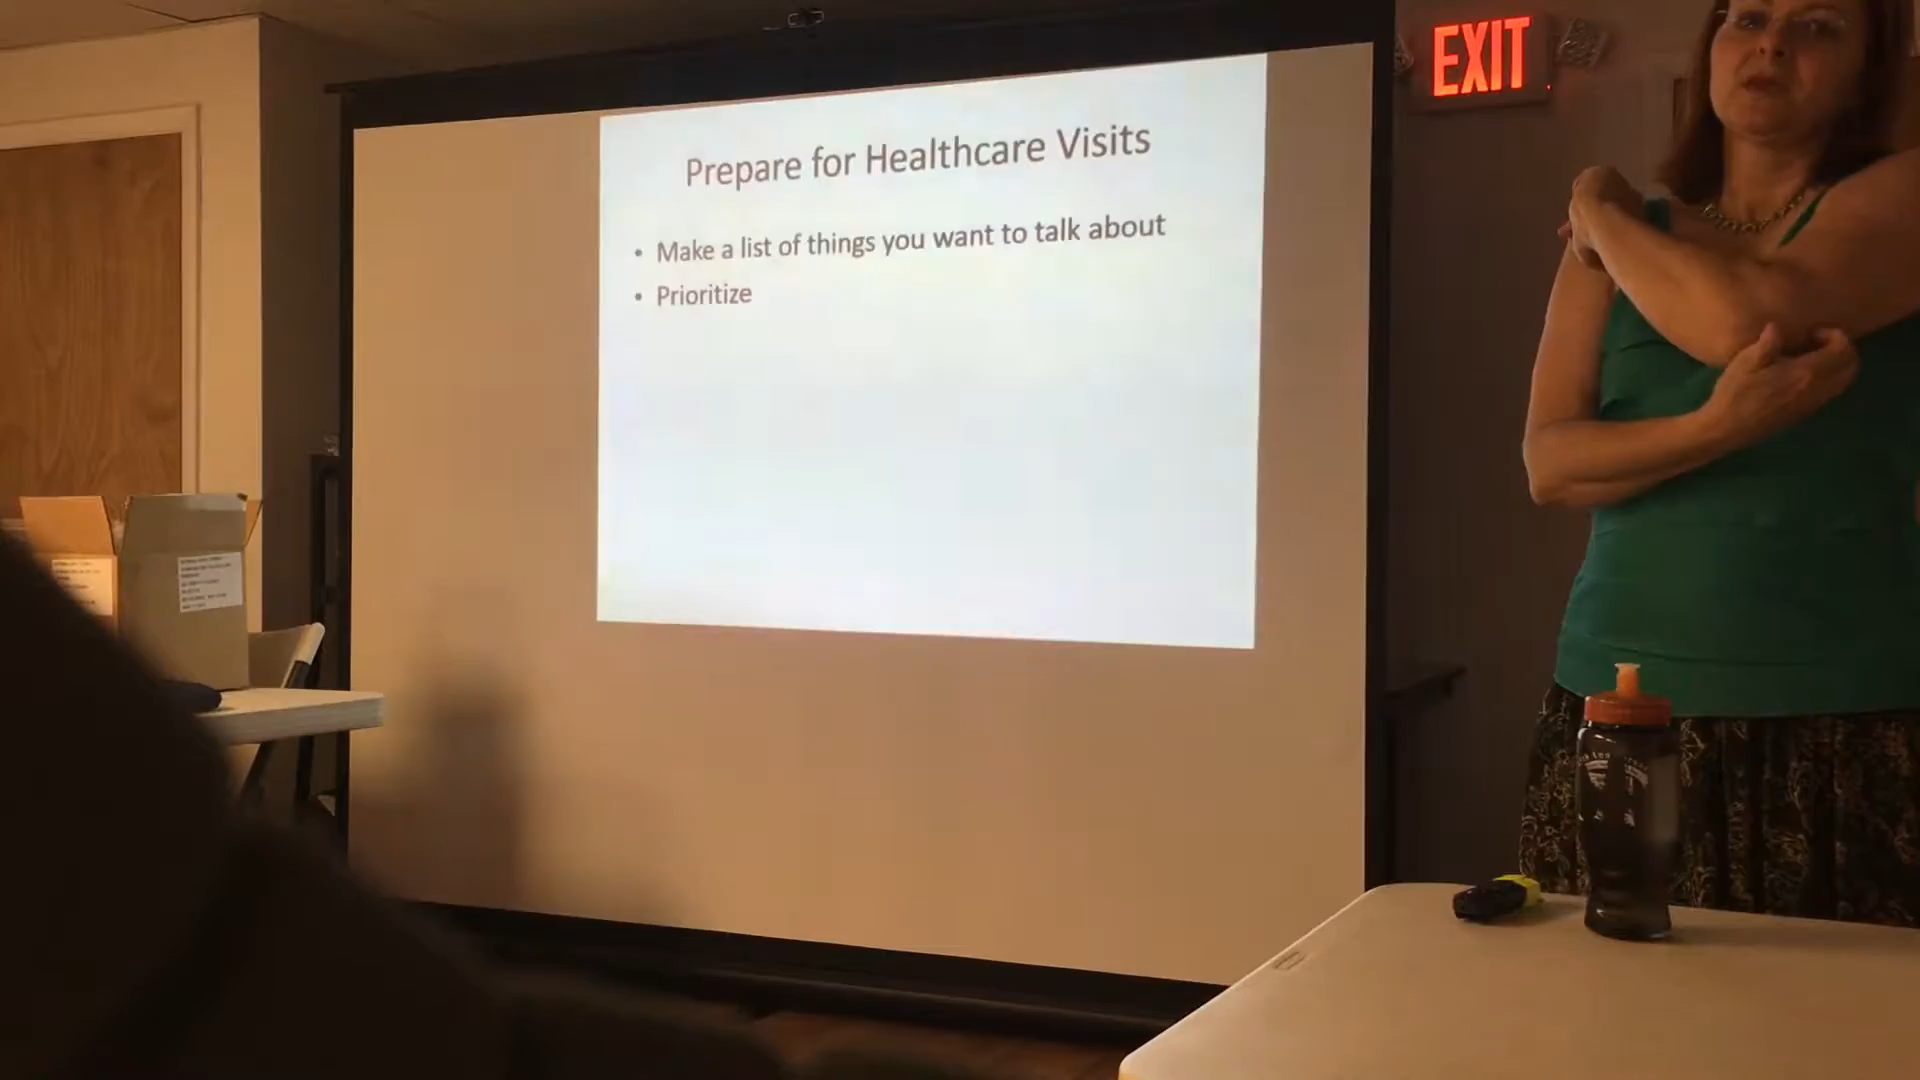 EXIT
Prepare for Healthcare Visits
• Make a list of things you want to talk about
• Prioritize